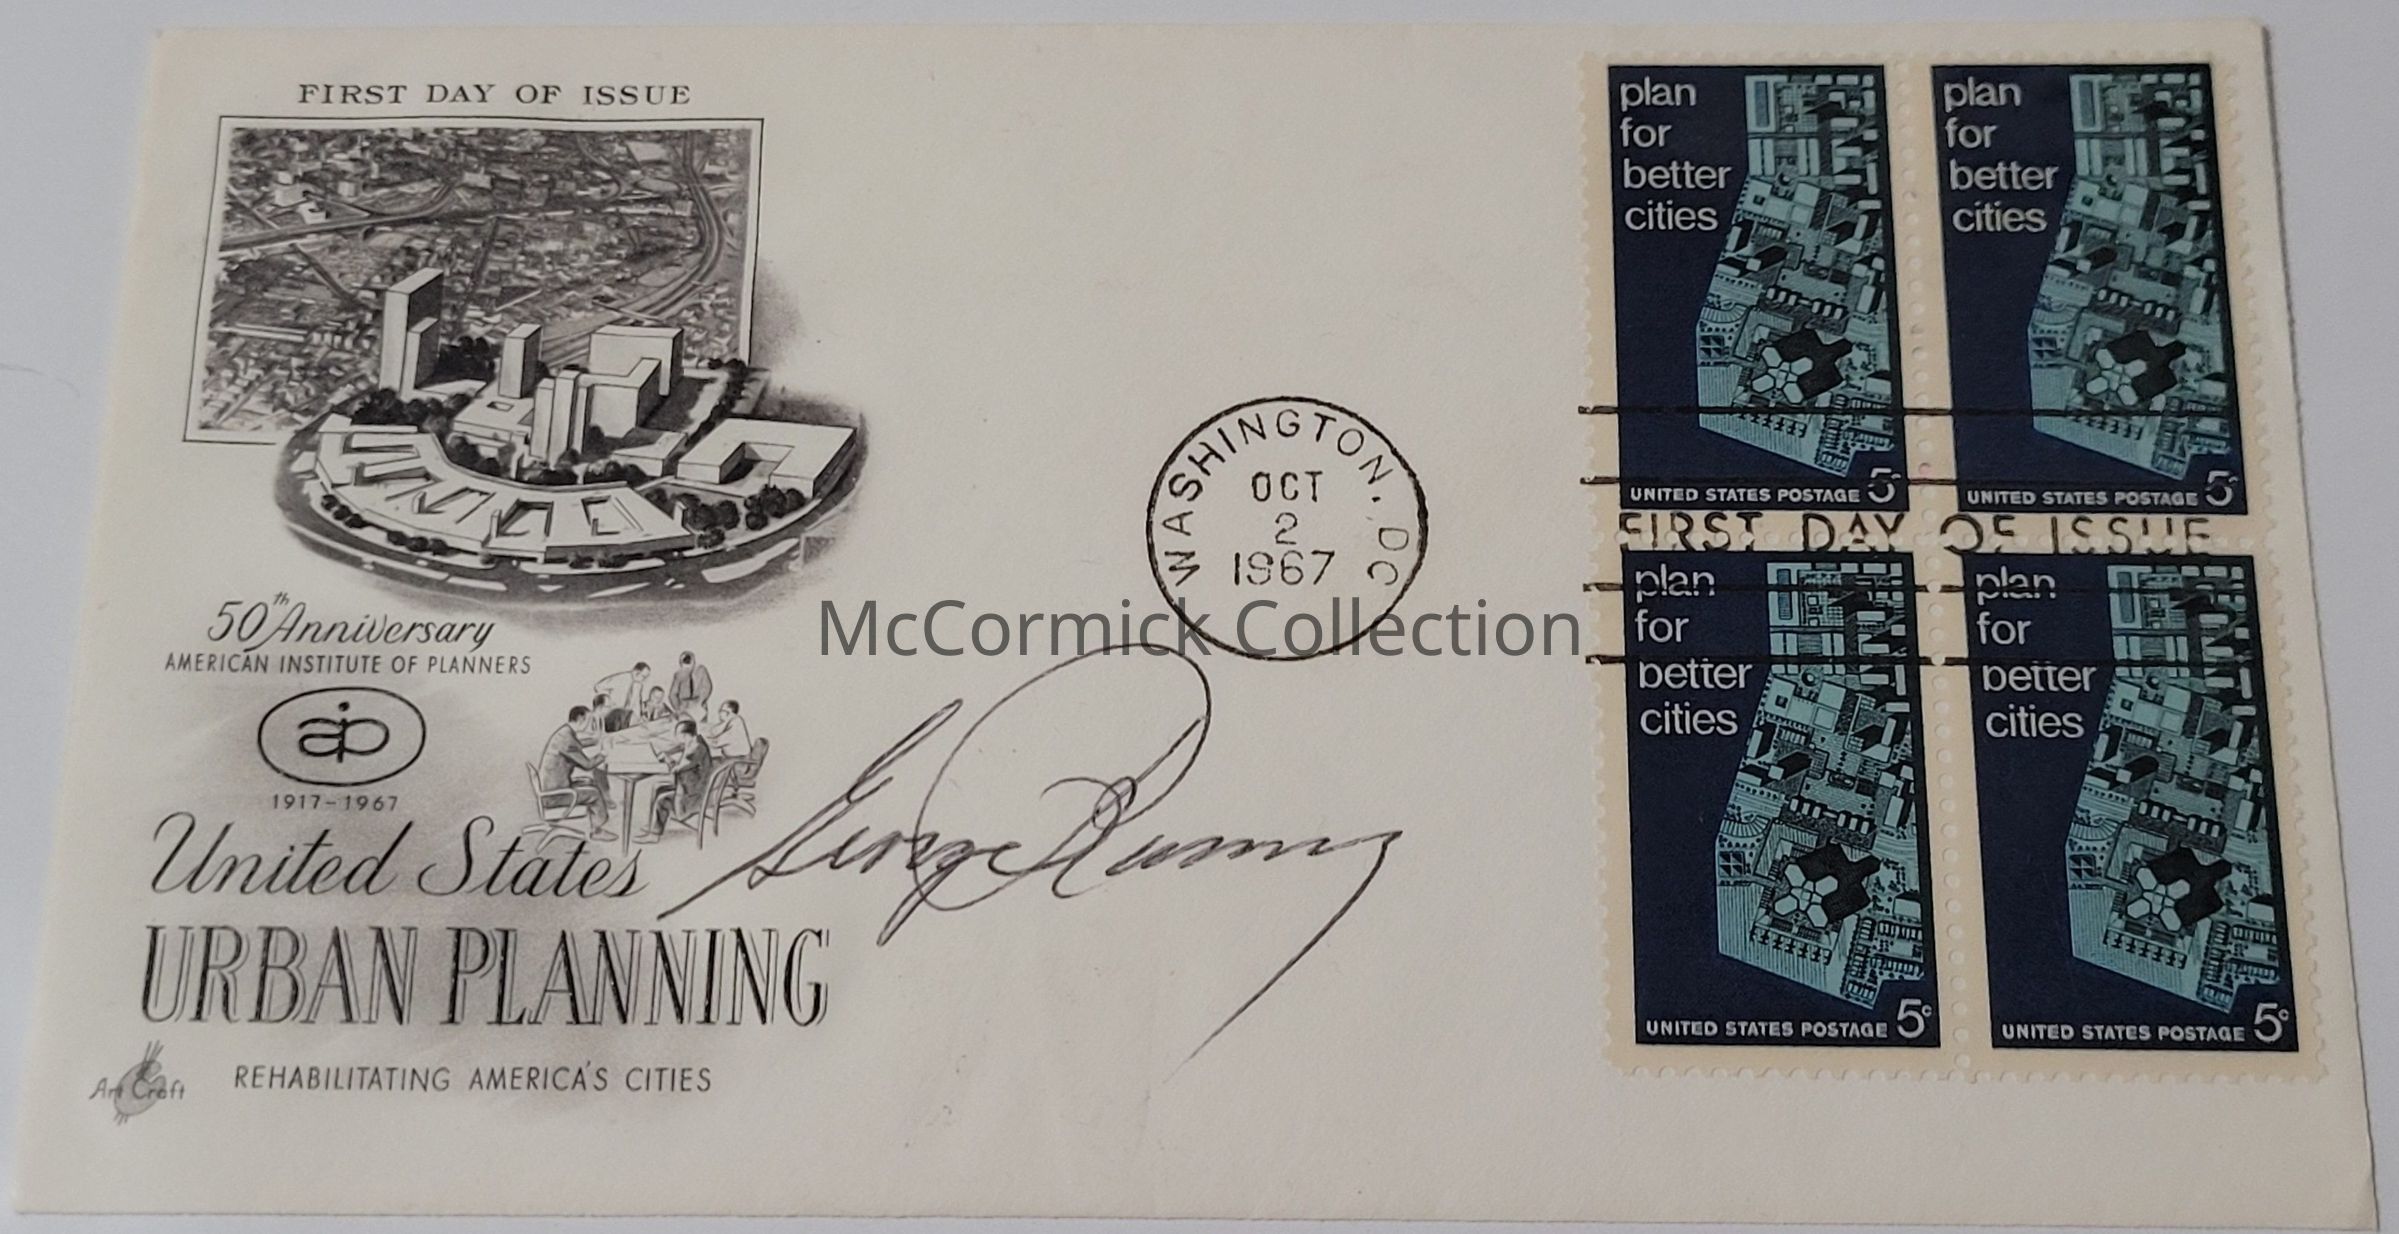 FIRST DAY OF ISSUE
50th Anniversary
AMERICAN INSTITUTE OF PLANNERS
aip
1917-1967
United States
URBAN PLANNING
REHABILITATING AMERICA'S CITIES
Art Craft
WASHINGTON, DC
OCT
2
1967
McCormick Collection
George Romney
plan
for
better
cities
UNITED STATES POSTAGE 5c
plan
for
better
cities
UNITED STATES POSTAGE 5c
FIRST DAY OF ISSUE
plan
for
better
cities
UNITED STATES POSTAGE 5c
plan
for
better
cities
UNITED STATES POSTAGE 5c